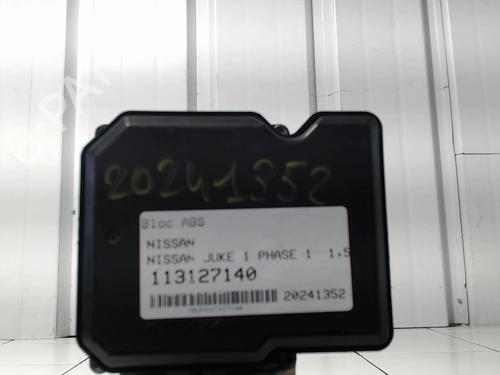 20241352
Bloc ABS
NISSAN
NISSAN JUKE 1 PHASE 1 1.5
113127140
20241352